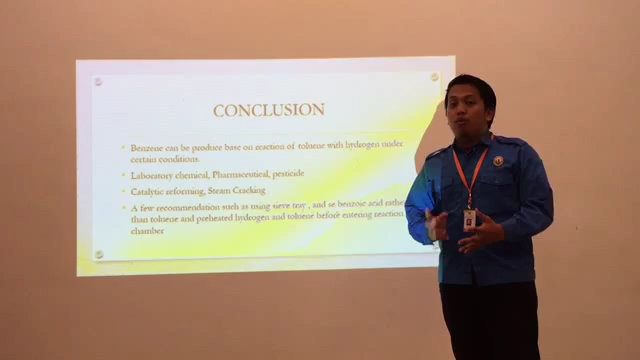 CONCLUSION
Benzene can be produce base on reaction of toluene with hydrogen under
certain conditions.
Laboratory chemical, Pharmaceutical, pesticide
Catalytic reforming, Steam Cracking
A few recommendation such as using sieve tray , and se benzoic and
than toluene and preheated hydrogen and toluene before entering reaction
chamber